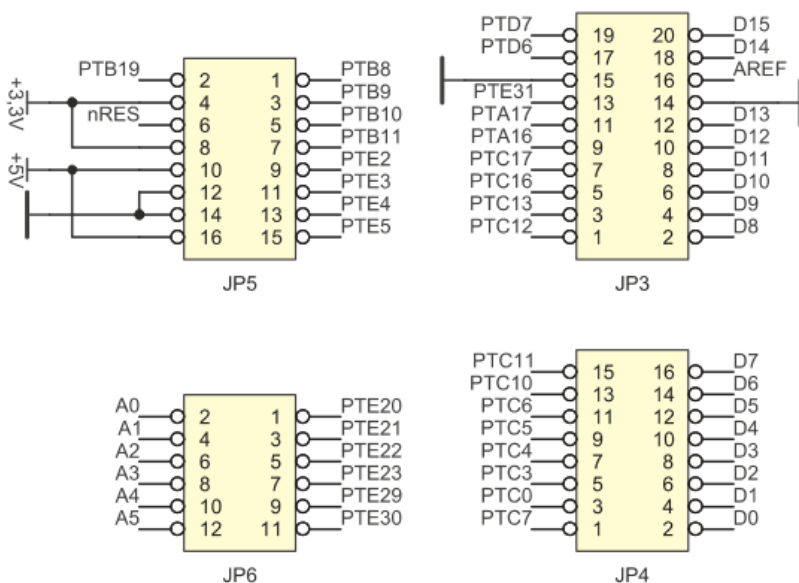 PTB19 2 1 PTB8
+3,3V 4 3 PTB9
nRES 6 5 PTB10
8 7 PTB11
+5V 10 9 PTE2
12 11 PTE3
14 13 PTE4
16 15 PTE5
JP5
PTD7 19 20 D15
PTD6 17 18 D14
15 16 AREF
PTE31 13 14
PTA17 11 12 D13
PTA16 9 10 D12
PTC17 7 8 D11
PTC16 5 6 D10
PTC13 3 4 D9
PTC12 1 2 D8
JP3
A0 2 1 PTE20
A1 4 3 PTE21
A2 6 5 PTE22
A3 8 7 PTE23
A4 10 9 PTE29
A5 12 11 PTE30
JP6
PTC11 15 16 D7
PTC10 13 14 D6
PTC6 11 12 D5
PTC5 9 10 D4
PTC4 7 8 D3
PTC3 5 6 D2
PTC0 3 4 D1
PTC7 1 2 D0
JP4